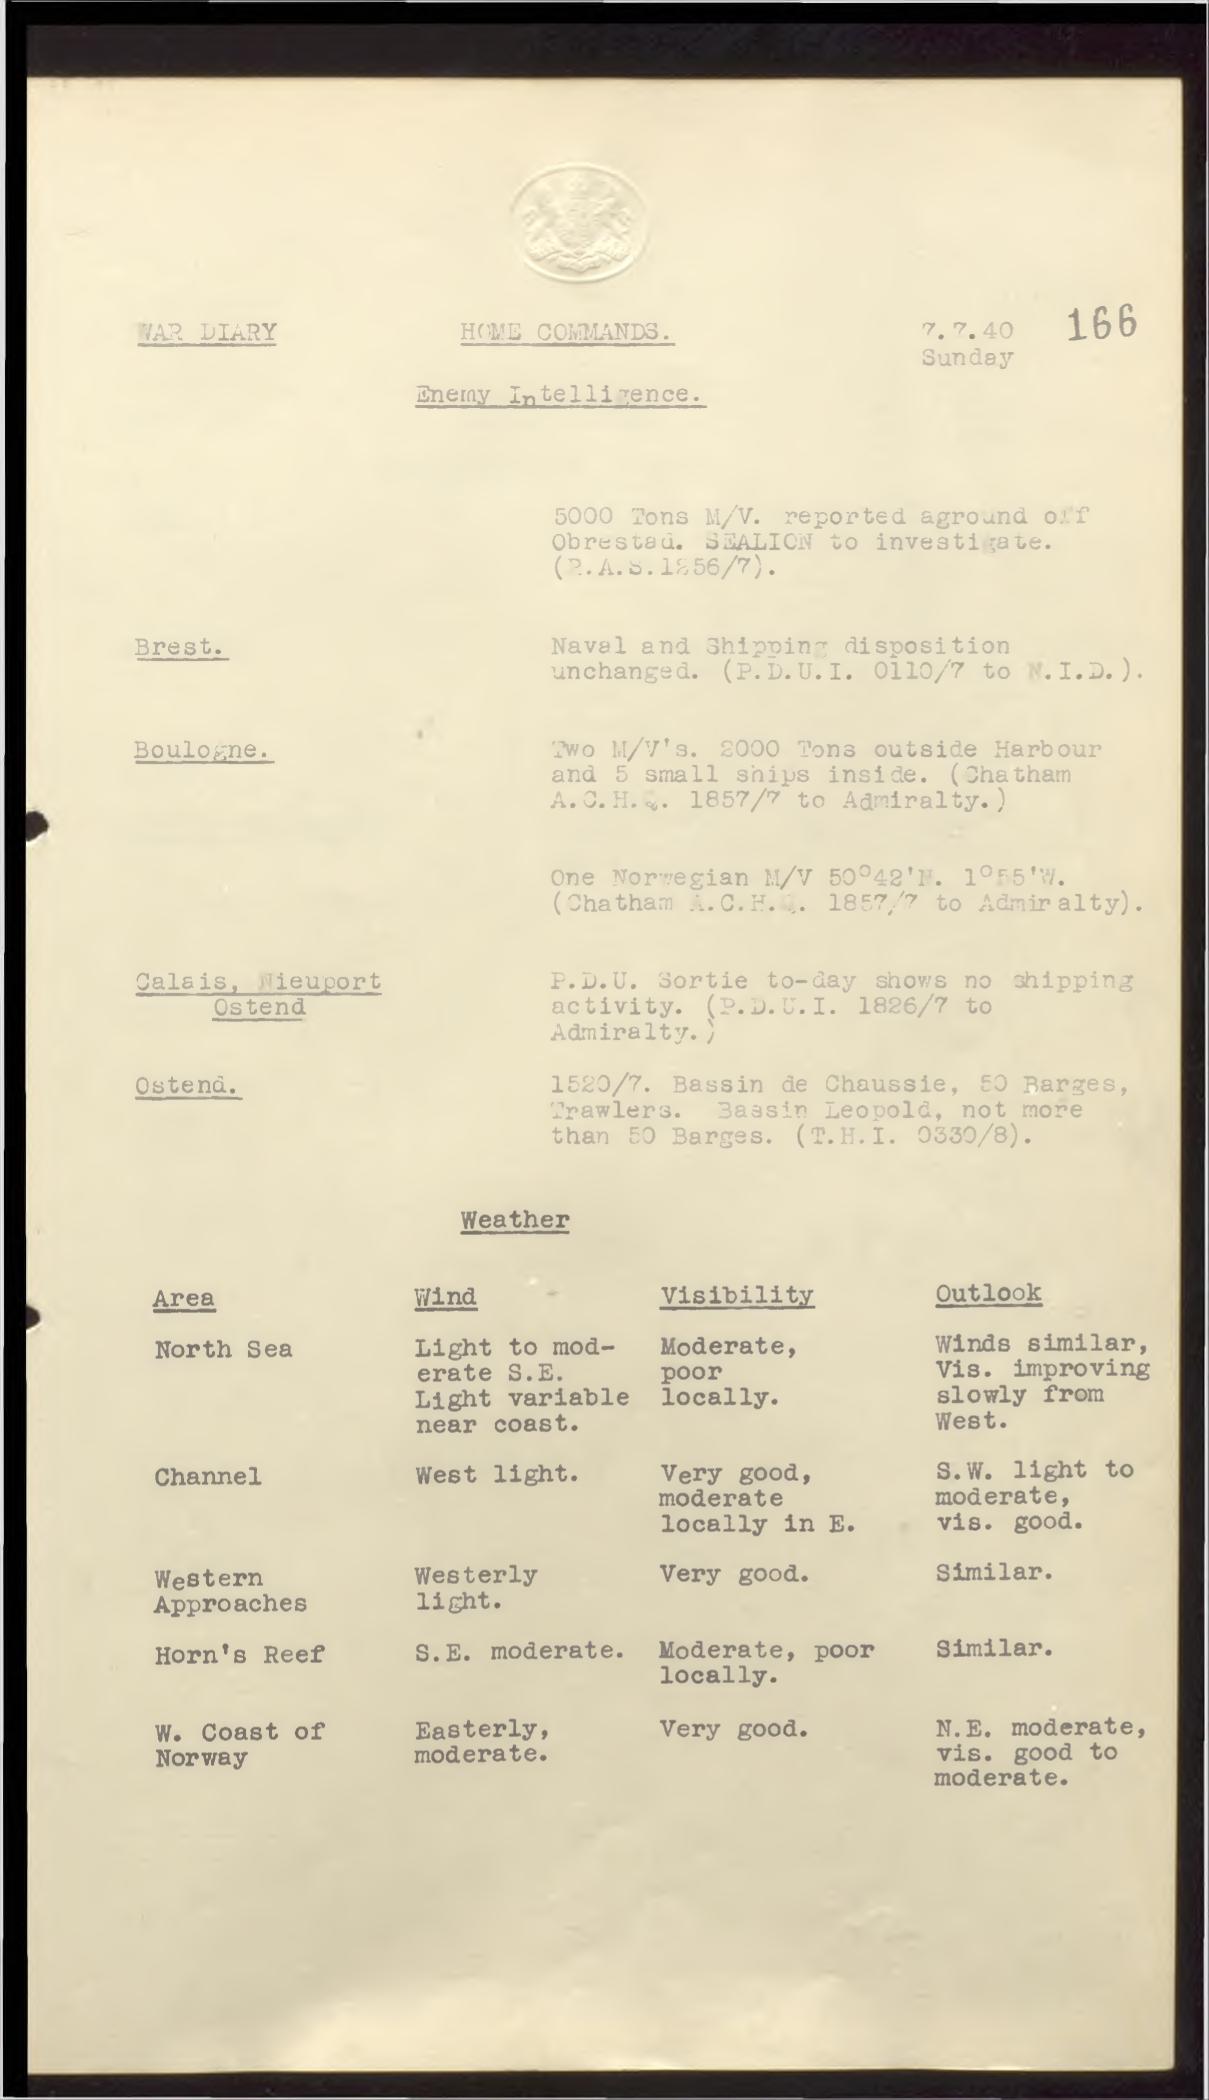 WAR DIARY HOME COMMANDS. 7.7.40 166
Sunday
Enemy Intelligence.
5000 Tons M/V. reported aground off
Obrestad. SEALION to investigate.
(R.A.S.1856/7).
Brest. Naval and Shipping disposition
unchanged. (P.D.U.I. 0110/7 to N.I.D.).
Boulogne. Two M/V's. 2000 Tons outside Harbour
and 5 small ships inside. (Chatham
A.C.H.Q. 1857/7 to Admiralty.)
One Norwegian M/V 50°42'N. 1°55'W.
(Chatham A.C.H.Q. 1857/7 to Admiralty).
Calais, Nieuport P.D.U. Sortie to-day shows no shipping
Ostend activity. (P.D.U.I. 1826/7 to
Admiralty.)
Ostend. 1520/7. Bassin de Chaussie, 50 Barges,
Trawlers. Bassin Leopold, not more
than 50 Barges. (T.H.I. 0330/8).
Weather
Area Wind Visibility Outlook
North Sea Light to mod- Moderate, Winds similar,
erate S.E. poor Vis. improving
Light variable locally. slowly from
near coast. West.
Channel West light. Very good, S.W. light to
moderate moderate,
locally in E. vis. good.
Western Westerly Very good. Similar.
Approaches light.
Horn's Reef S.E. moderate. Moderate, poor Similar.
locally.
W. Coast of Easterly, Very good. N.E. moderate,
Norway moderate. vis. good to
moderate.